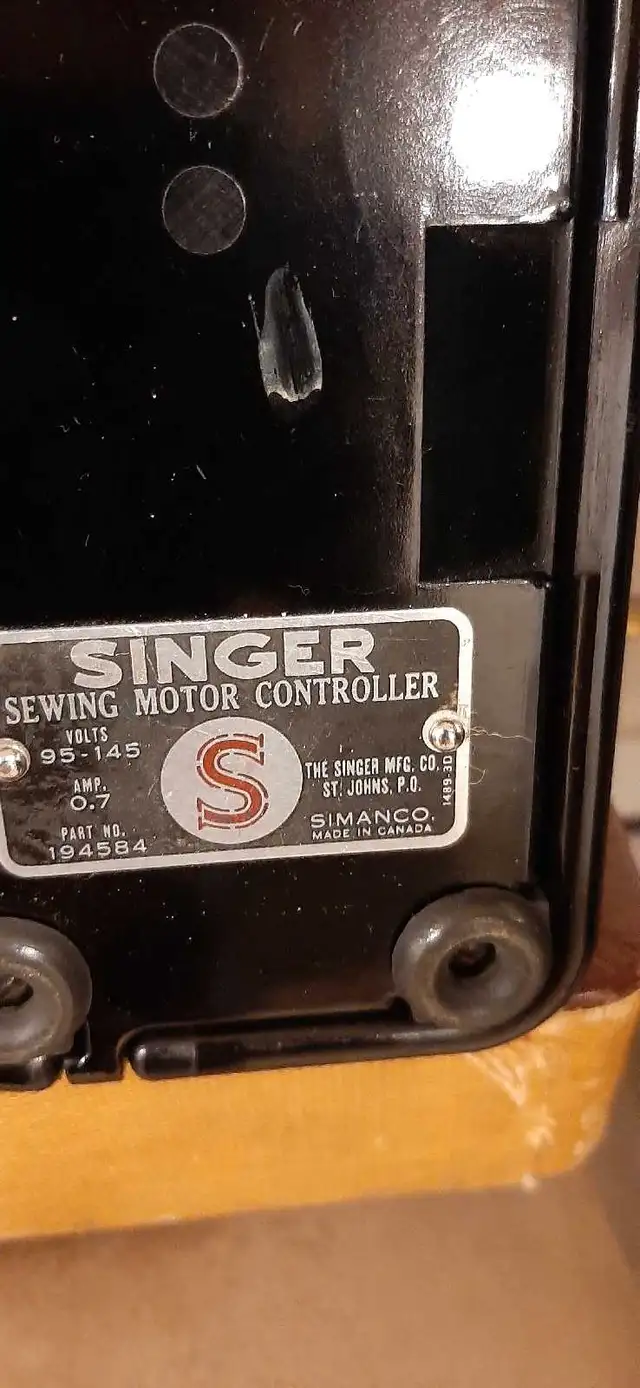 SINGER
SEWING MOTOR CONTROLLER
VOLTS
95-145
AMP.
0.7
PART NO.
194584
S
THE SINGER MFG. CO.
ST. JOHNS, P.Q.
SIMANCO.
MADE IN CANADA
1489-3D